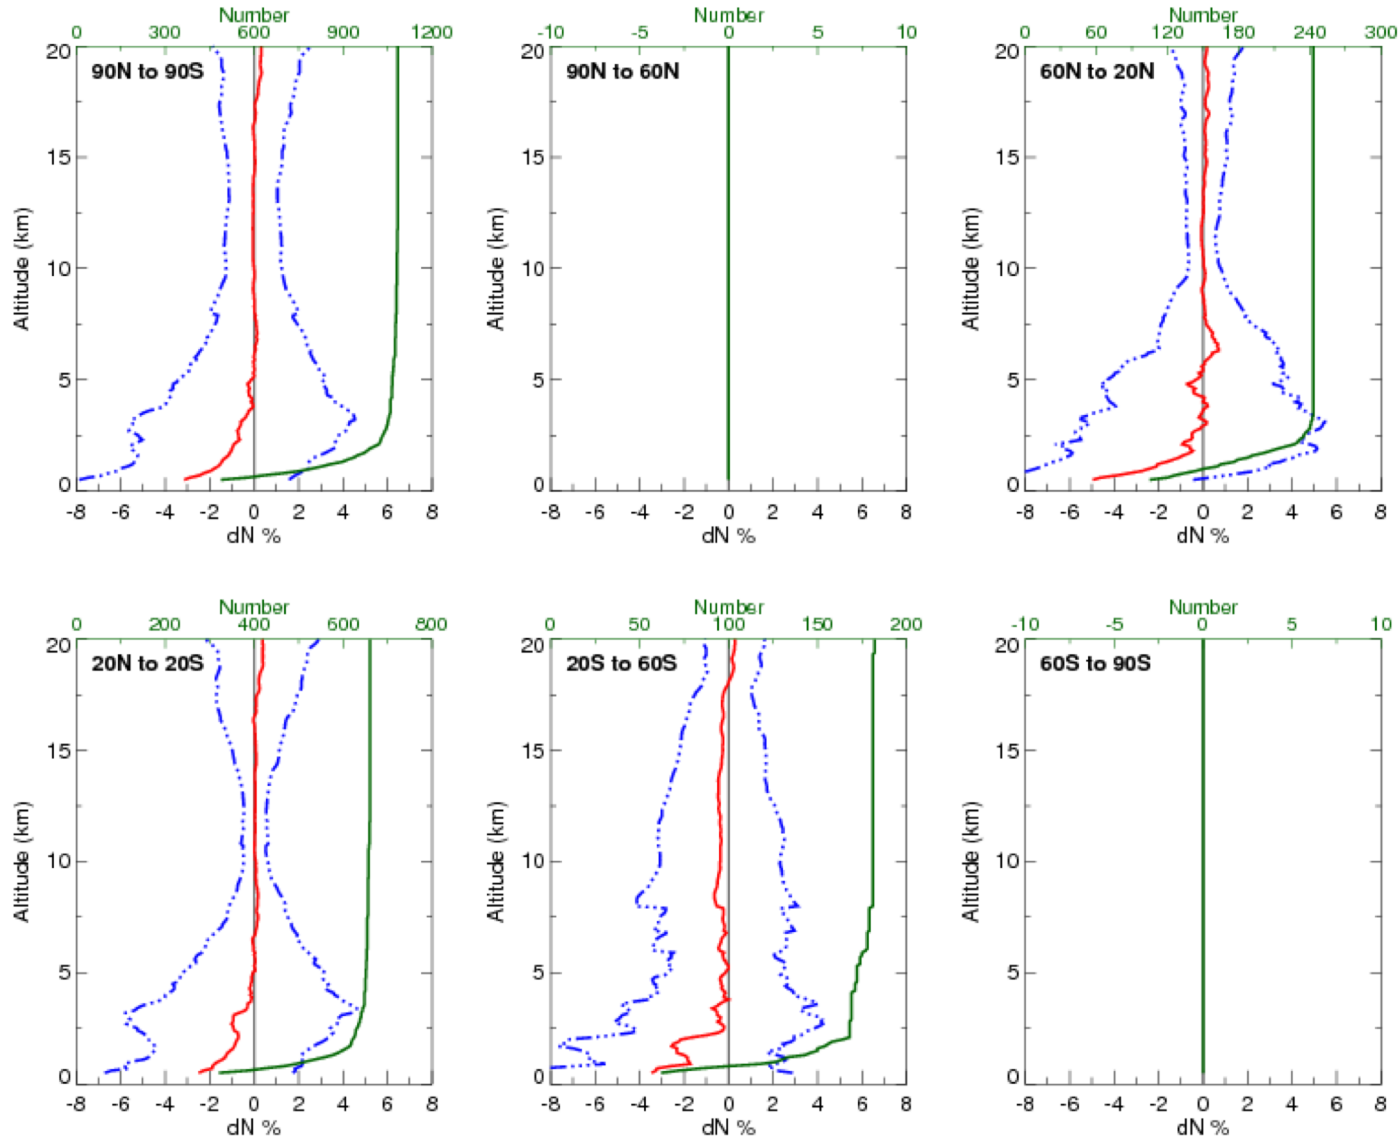 Number Number Number
0 300 600 900 1200 -10 -5 0 5 10 0 60 120 180 240 300
20 90N to 90S 20 90N to 60N 20 60N to 20N
15 15 15
Altitude (km) Altitude (km) Altitude (km)
10 10 10
5 5 5
0 0 0
-8 -6 -4 -2 0 2 4 6 8 -8 -6 -4 -2 0 2 4 6 8 -8 -6 -4 -2 0 2 4 6 8
dN % dN % dN %
Number Number Number
0 200 400 600 800 0 50 100 150 200 -10 -5 0 5 10
20 20N to 20S 20 20S to 60S 20 60S to 90S
15 15 15
Altitude (km) Altitude (km) Altitude (km)
10 10 10
5 5 5
0 0 0
-8 -6 -4 -2 0 2 4 6 8 -8 -6 -4 -2 0 2 4 6 8 -8 -6 -4 -2 0 2 4 6 8
dN % dN % dN %